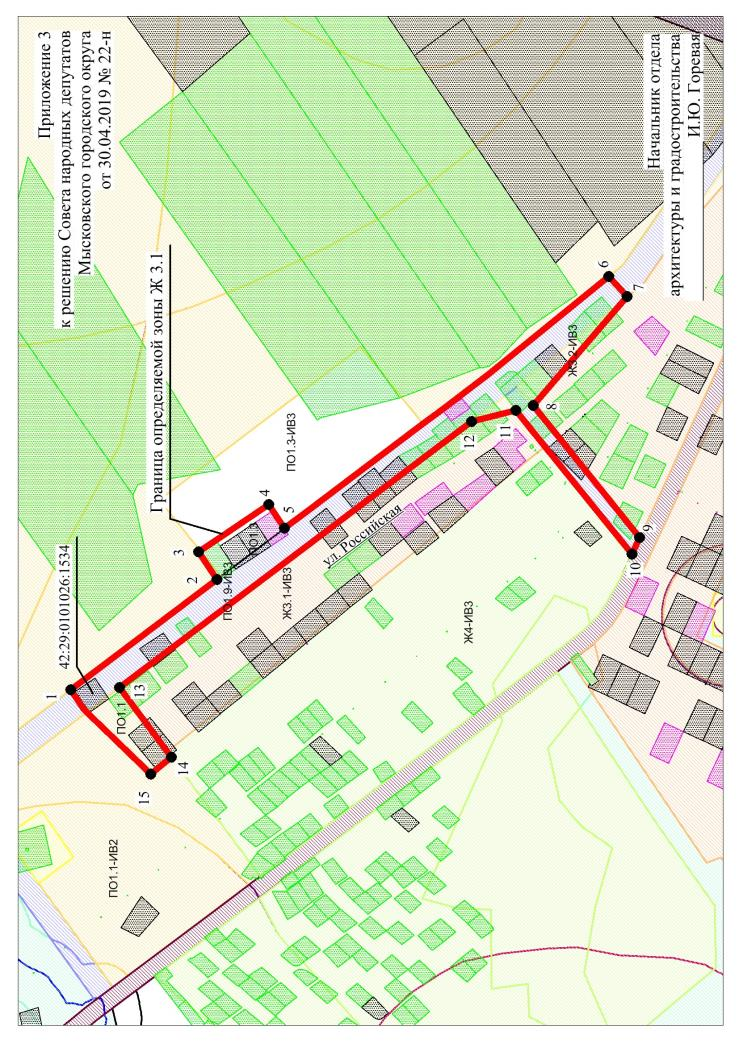 Приложение 3
к решению Совета народных депутатов
Мысковского городского округа
от 30.04.2019 № 22-н
Граница определяемой зоны Ж 3.1
42:29:0101026:1534
1
2
3
4
5
6
7
8
9
10
11
12
13
14
15
ПО1.3-ИВ3
ПО1.3
ПО1.9-ИВ3
Ж3.1-ИВ3
ул. Российская
ПО1.1
ПО1.1-ИВ2
Ж4-ИВ3
Ж3.2-ИВ3
Начальник отдела
архитектуры и градостроительства
И.Ю. Горевая